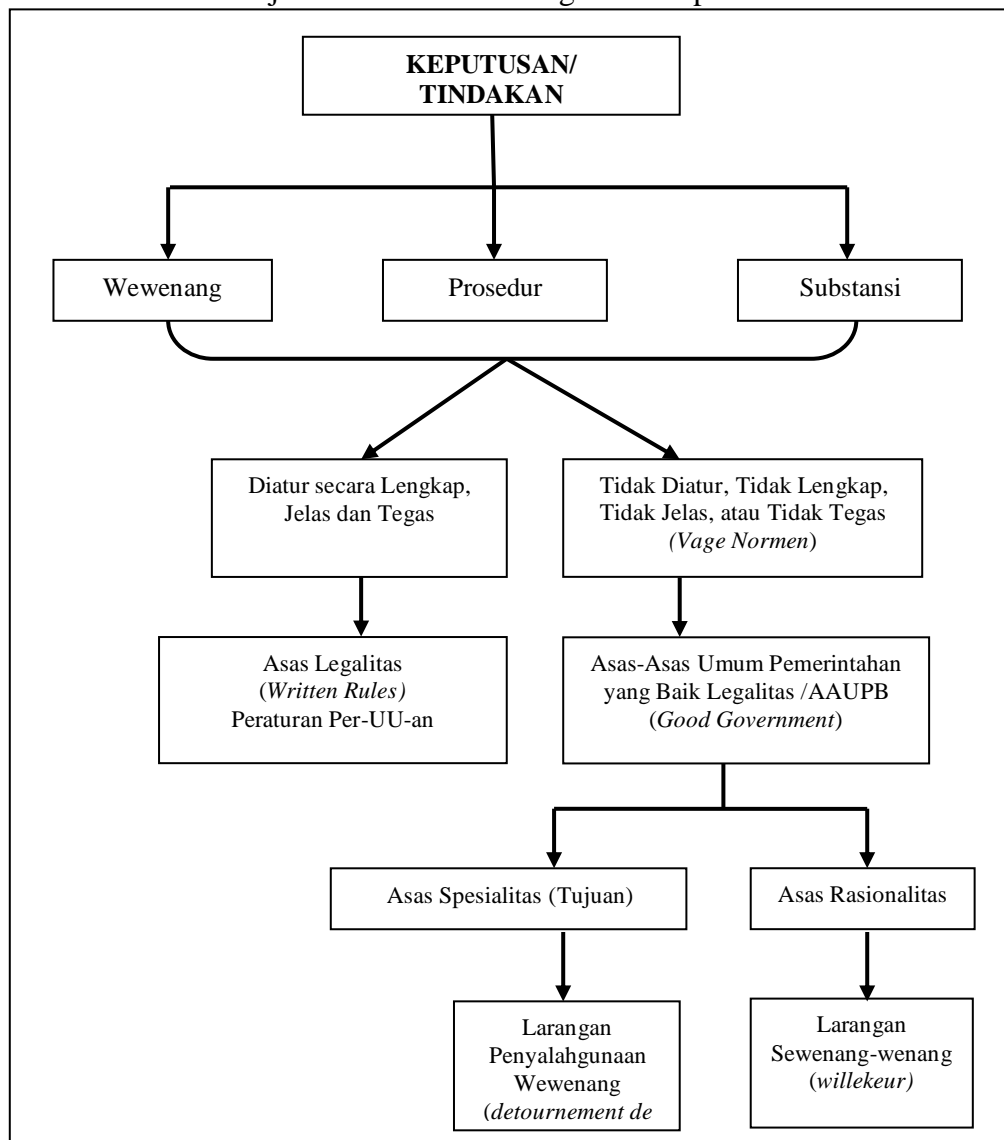 KEPUTUSAN/
TINDAKAN
Wewenang
Prosedur
Substansi
Diatur secara Lengkap,
Jelas dan Tegas
Tidak Diatur, Tidak Lengkap,
Tidak Jelas, atau Tidak Tegas
(Vage Normen)
Asas Legalitas
(Written Rules)
Peraturan Per-UU-an
Asas-Asas Umum Pemerintahan
yang Baik Legalitas /AAUPB
(Good Government)
Asas Spesialitas (Tujuan)
Asas Rasionalitas
Larangan
Penyalahgunaan
Wewenang
(detournement de
Larangan
Sewenang-wenang
(willekeur)